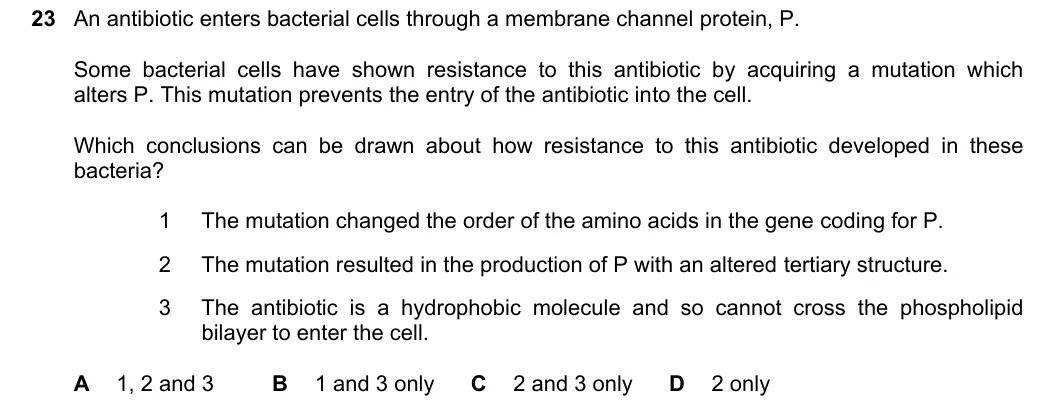 23 An antibiotic enters bacterial cells through a membrane channel protein, P.
Some bacterial cells have shown resistance to this antibiotic by acquiring a mutation which
alters P. This mutation prevents the entry of the antibiotic into the cell.
Which conclusions can be drawn about how resistance to this antibiotic developed in these
bacteria?
1 The mutation changed the order of the amino acids in the gene coding for P.
2 The mutation resulted in the production of P with an altered tertiary structure.
3 The antibiotic is a hydrophobic molecule and so cannot cross the phospholipid
bilayer to enter the cell.
A 1, 2 and 3 B 1 and 3 only C 2 and 3 only D 2 only